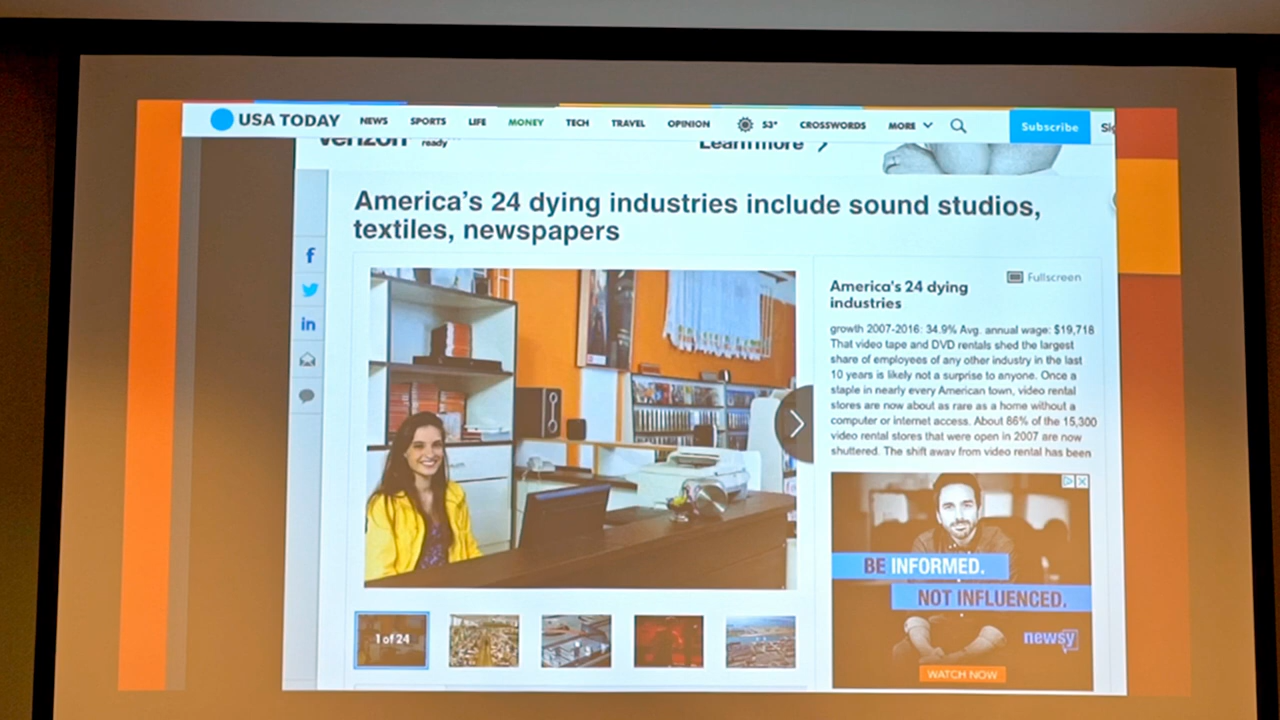 USA TODAY NEWS SPORTS LIFE MONEY TECH TRAVEL OPINION 53° CROSSWORDS MORE Subscribe
verizon ready Learn more
America's 24 dying industries include sound studios,
textiles, newspapers
Fullscreen
America's 24 dying
industries
growth 2007-2016: 34.9% Avg. annual wage: $19,718
That video tape and DVD rentals shed the largest
share of employees of any other industry in the last
10 years is likely not a surprise to anyone. Once a
staple in nearly every American town, video rental
stores are now about as rare as a home without a
computer or internet access. About 86% of the 15,300
video rental stores that were open in 2007 are now
shuttered. The shift away from video rental has been
BE INFORMED.
NOT INFLUENCED.
newsy
WATCH NOW
1 of 24